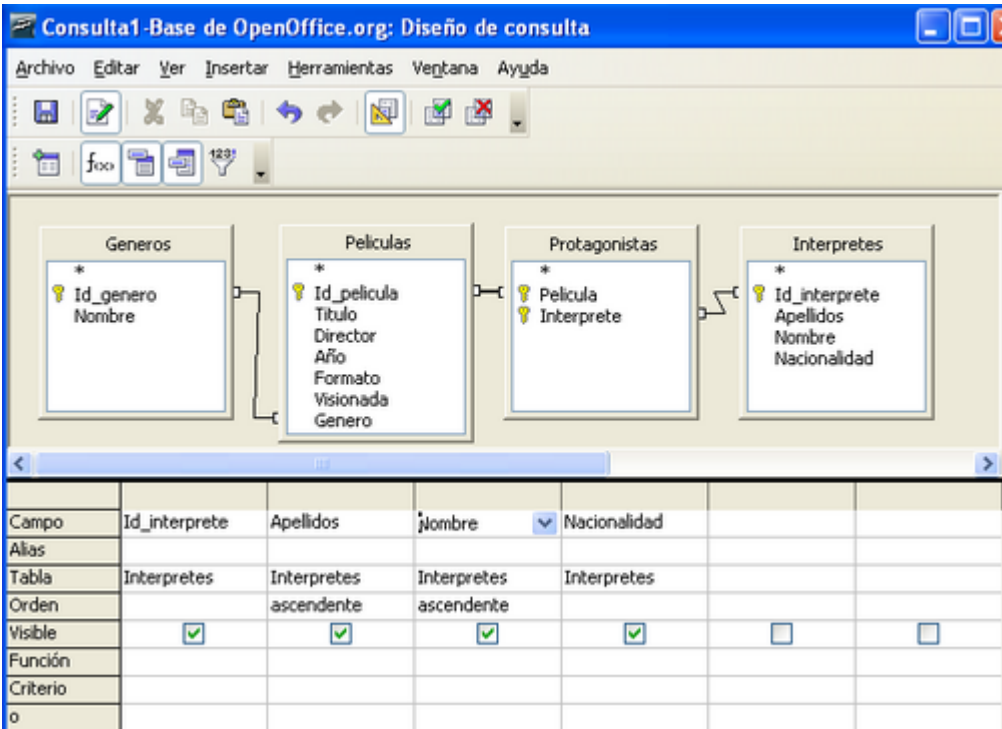 Consulta1-Base de OpenOffice.org: Diseño de consulta
Archivo Editar Ver Insertar Herramientas Ventana Ayuda
f(x) 123!
Generos
*
Id_genero
Nombre
Peliculas
*
Id_pelicula
Titulo
Director
Año
Formato
Visionada
Genero
Protagonistas
*
Pelicula
Interprete
Interpretes
*
Id_interprete
Apellidos
Nombre
Nacionalidad
Campo Id_interprete Apellidos Nombre Nacionalidad
Alias
Tabla Interpretes Interpretes Interpretes Interpretes
Orden ascendente ascendente
Visible
Función
Criterio
o